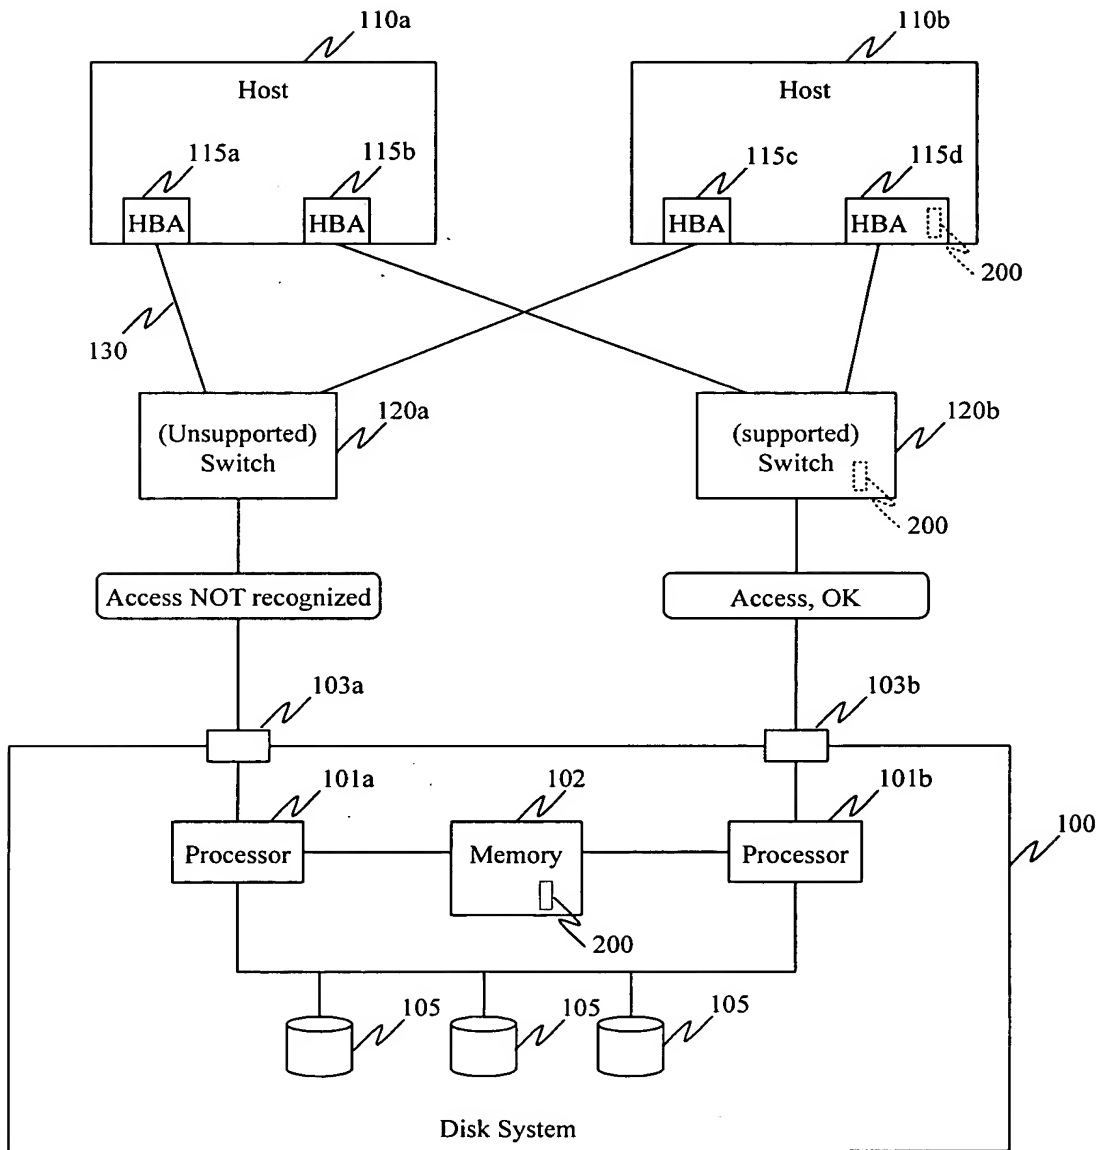 110a
110b
Host
Host
115a
115b
115c
115d
HBA
HBA
HBA
HBA
200
130
120a
120b
(Unsupported)
Switch
(supported)
Switch
200
Access NOT recognized
Access, OK
103a
103b
101a
102
101b
100
Processor
Memory
Processor
200
105
105
105
Disk System